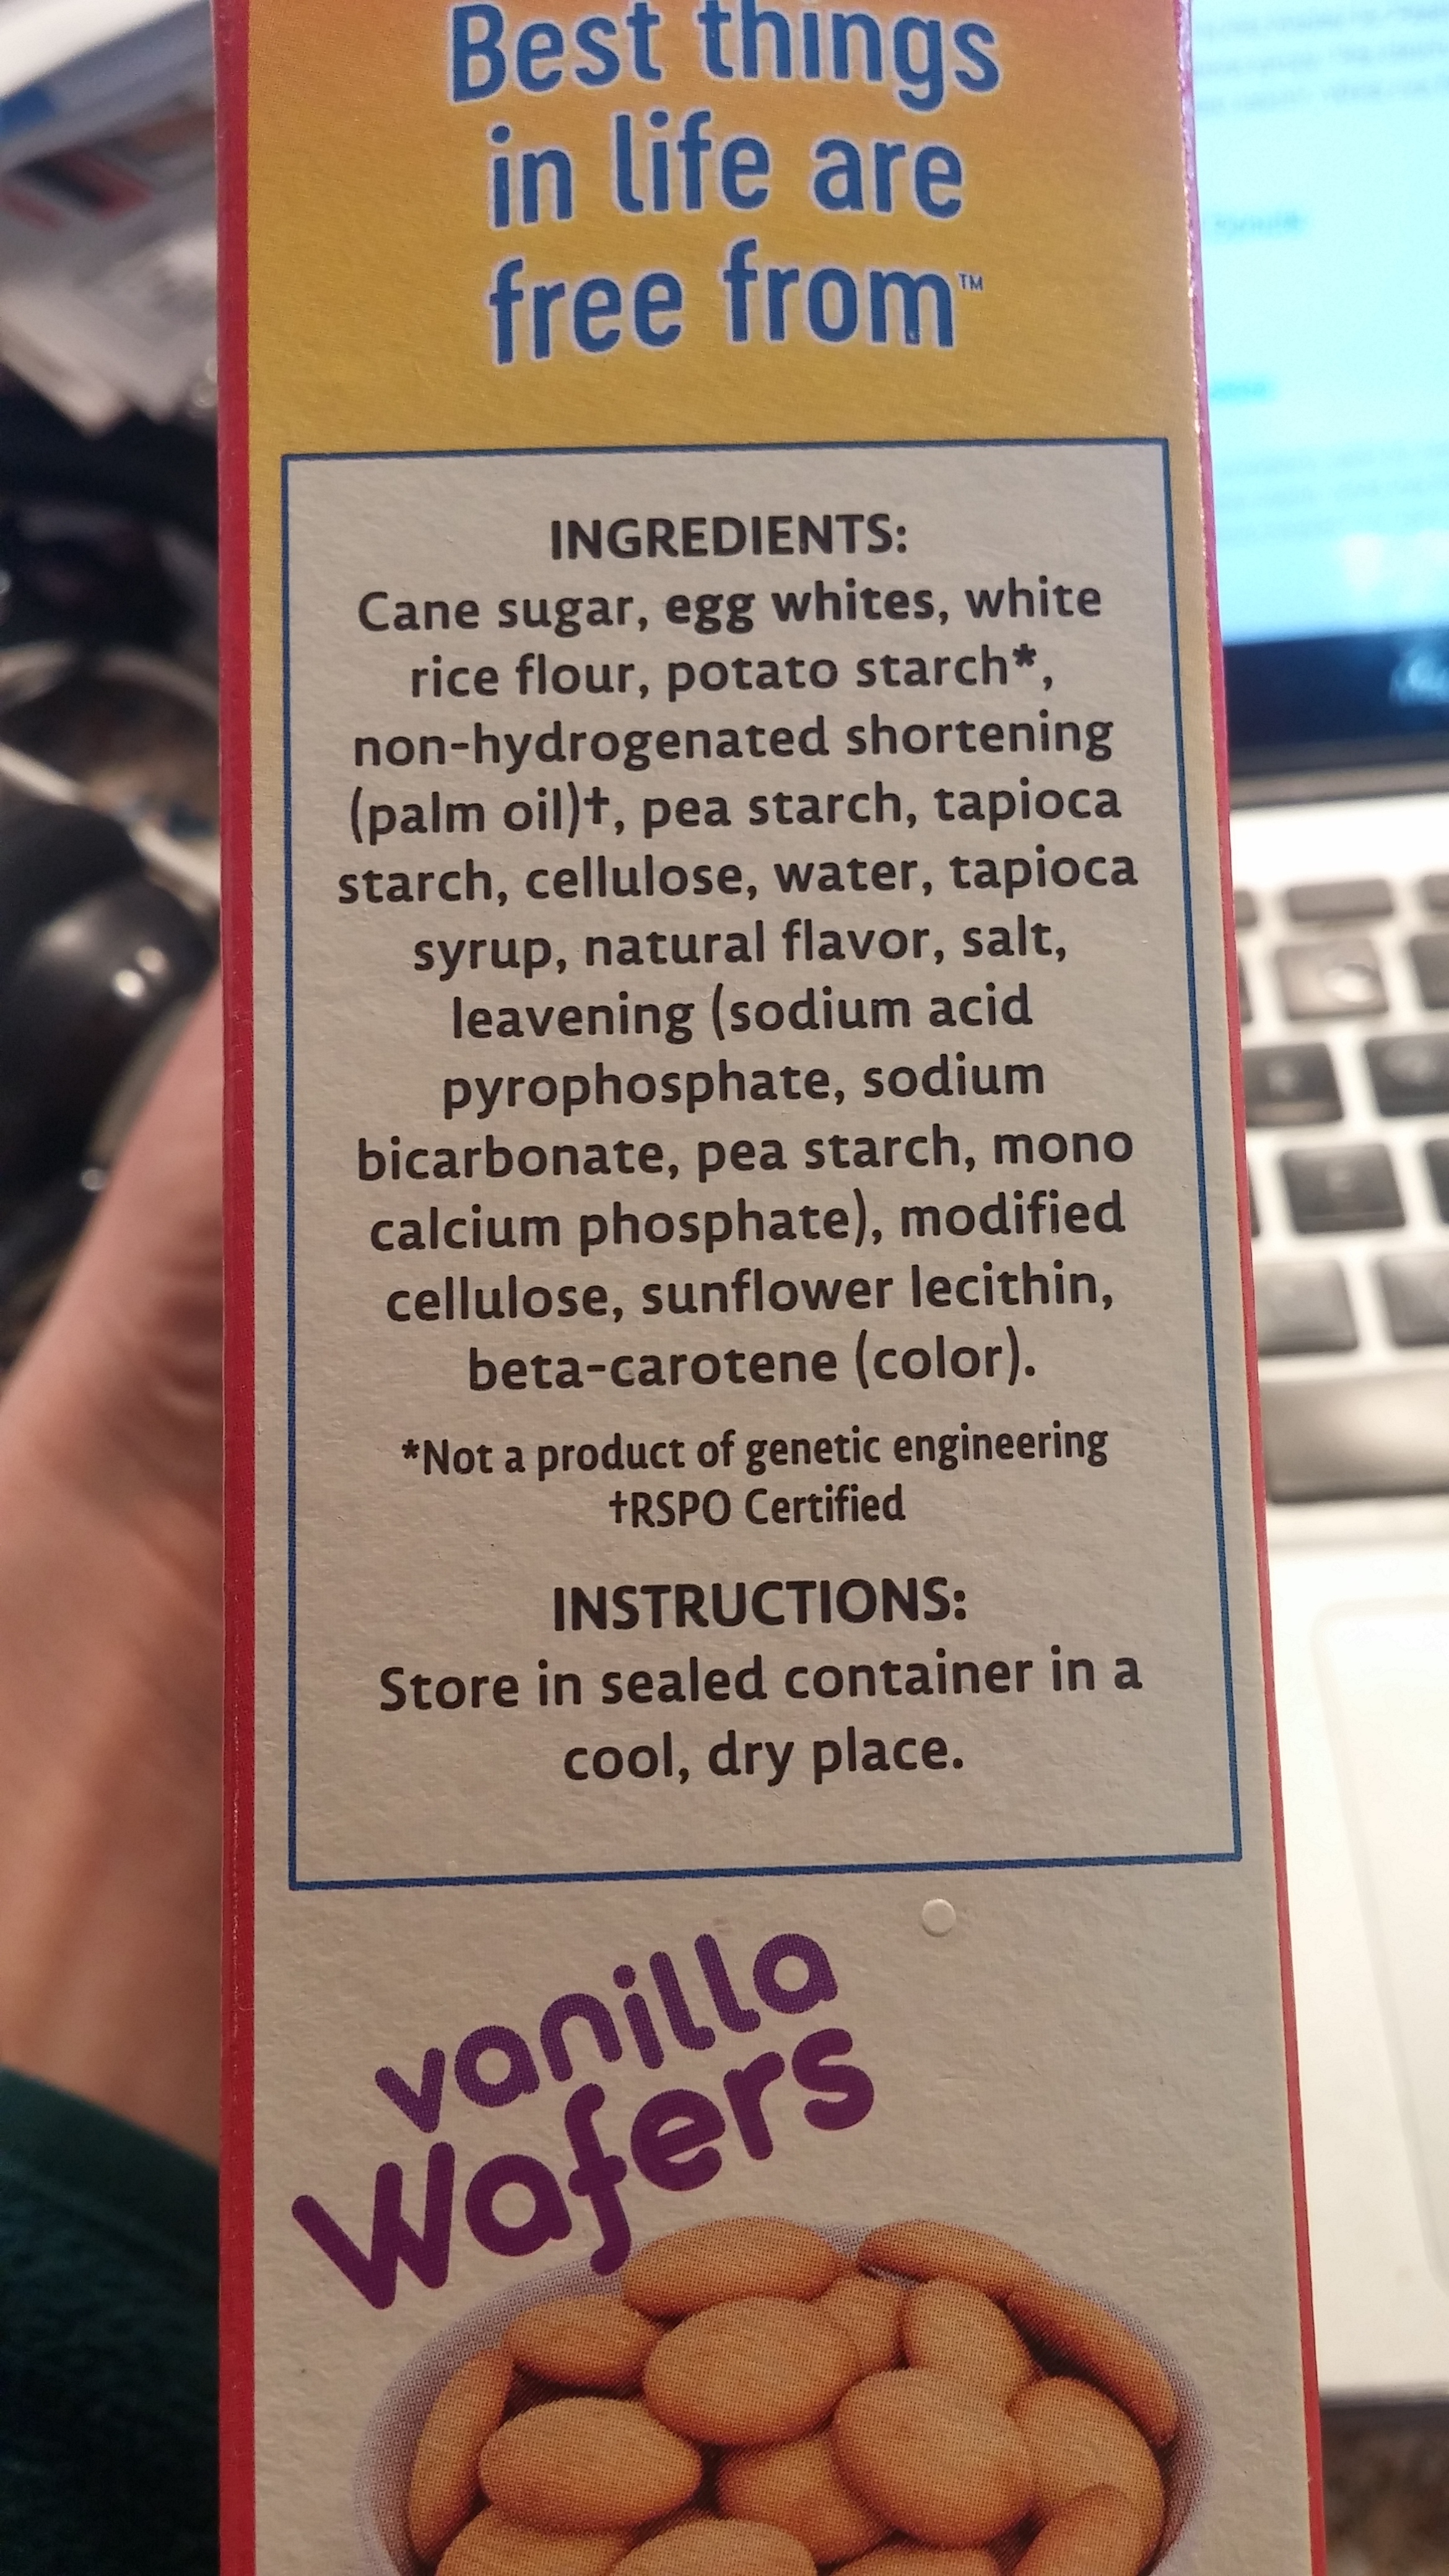 Best things
in life are
free from™
INGREDIENTS:
Cane sugar, egg whites, white
rice flour, potato starch*,
non-hydrogenated shortening
(palm oil)†, pea starch, tapioca
starch, cellulose, water, tapioca
syrup, natural flavor, salt,
leavening (sodium acid
pyrophosphate, sodium
bicarbonate, pea starch, mono
calcium phosphate), modified
cellulose, sunflower lecithin,
beta-carotene (color).
*Not a product of genetic engineering
†RSPO Certified
INSTRUCTIONS:
Store in sealed container in a
cool, dry place.
vanilla
Wafers